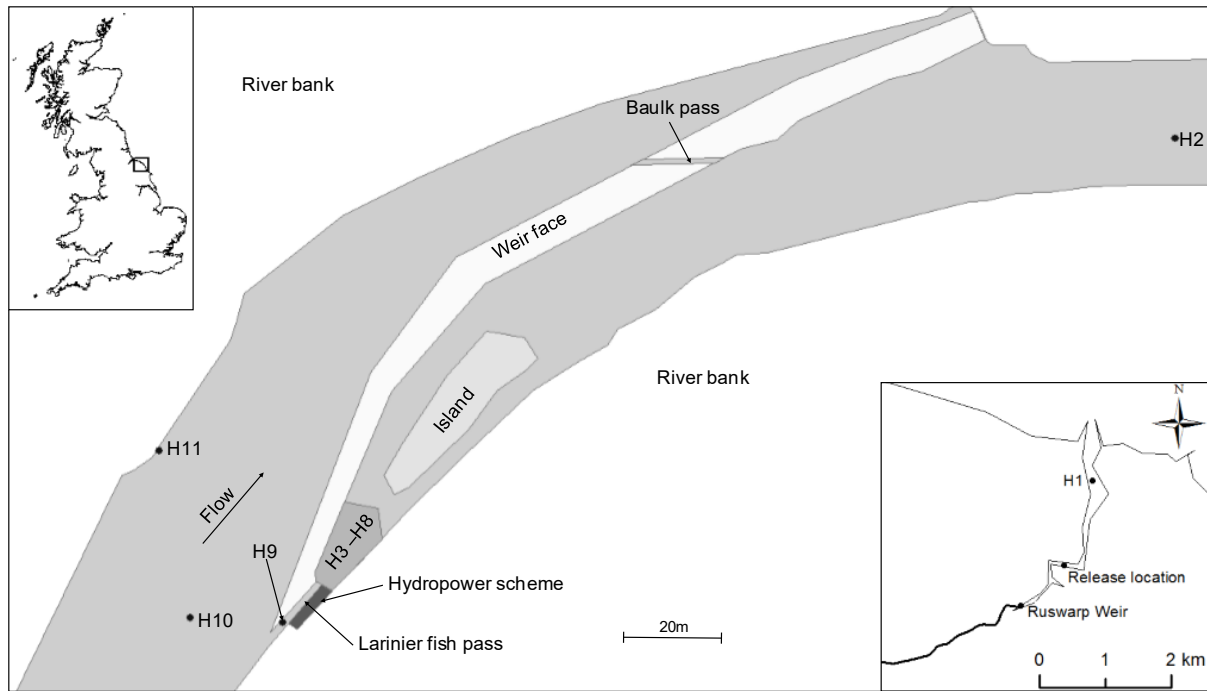 River bank
Baulk pass
H2
Weir face
River bank
Island
H11
Flow
H3 –H8
H9
Hydropower scheme
H10
Larinier fish pass
20m
N
H1
Release location
Ruswarp Weir
0 1 2 km